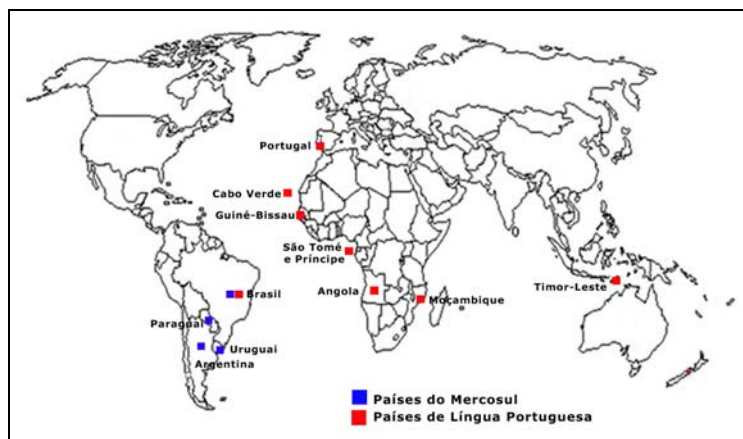 Portugal
Cabo Verde
Guiné-Bissau
São Tomé
e Príncipe
Timor-Leste
Angola
Moçambique
Brasil
Paraguai
Uruguai
Argentina
Países do Mercosul
Países de Língua Portuguesa